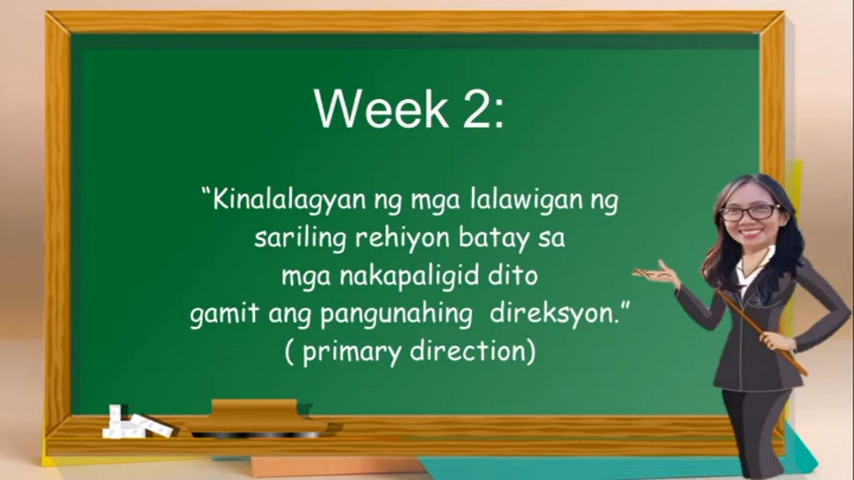 Week 2:
“Kinalalagyan ng mga lalawigan ng
sariling rehiyon batay sa
mga nakapaligid dito
gamit ang pangunahing direksyon.”
( primary direction)